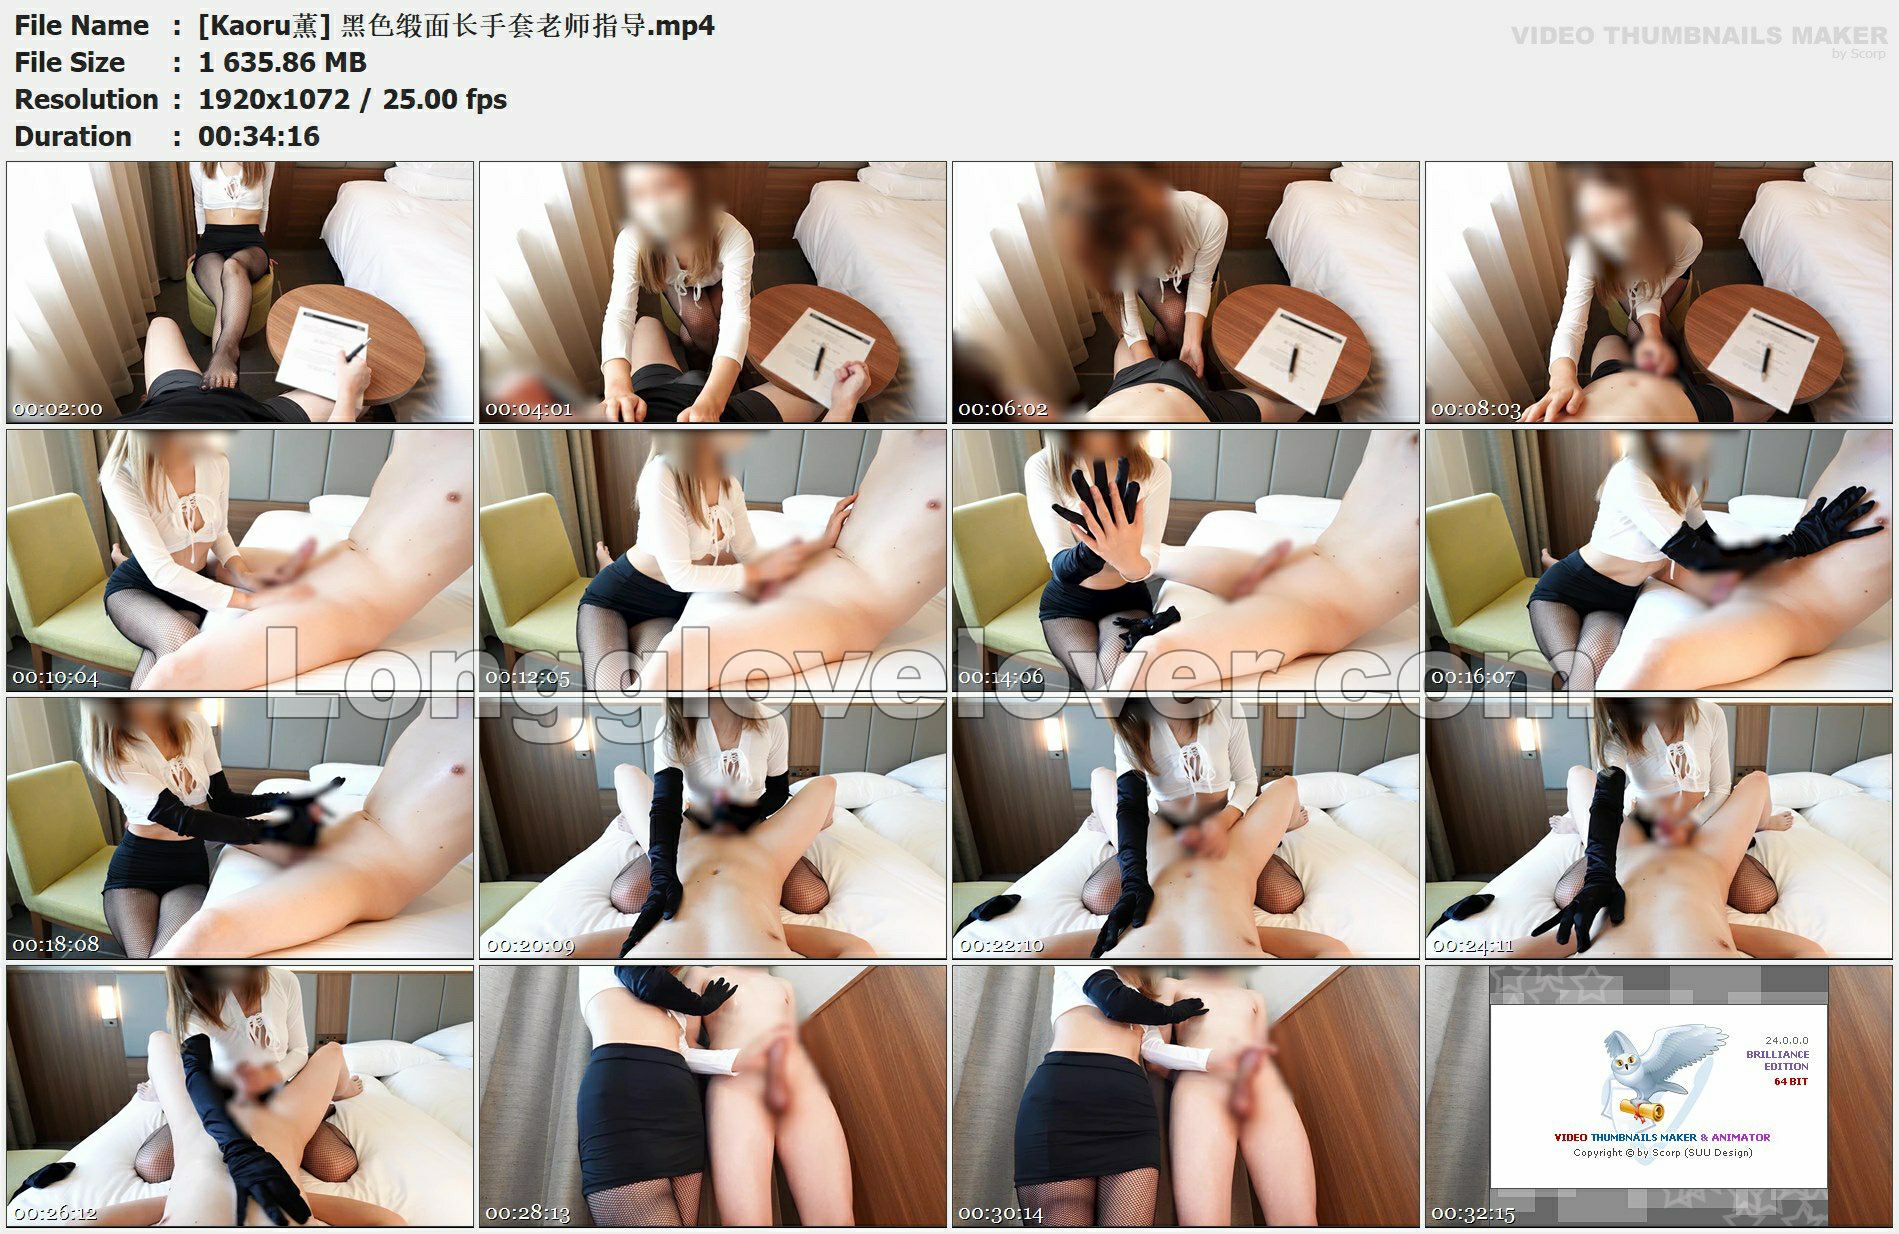 File Name : [Kaoru薰] 黑色缎面长手套老师指导.mp4
VIDEO THUMBNAILS MAKER
by Scorp
File Size : 1 635.86 MB
Resolution : 1920x1072 / 25.00 fps
Duration : 00:34:16
00:02:00
00:04:01
00:06:02
00:08:03
00:10:04
00:12:05
00:14:06
00:16:07
Longglovelover.com
00:18:08
00:20:09
00:22:10
00:24:11
00:26:12
00:28:13
00:30:14
24.0.0.0
BRILLIANCE
EDITION
64 BIT
VIDEO THUMBNAILS MAKER & ANIMATOR
Copyright © by Scorp (SUU Design)
00:32:15